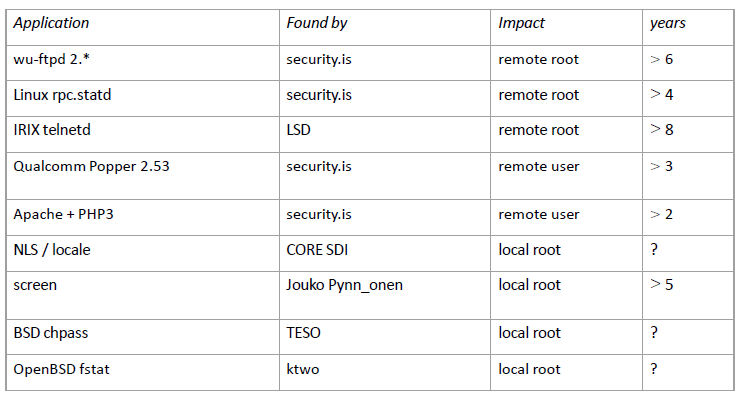 Application Found by Impact years
wu-ftpd 2.* security.is remote root > 6
Linux rpc.statd security.is remote root > 4
IRIX telnetd LSD remote root > 8
Qualcomm Popper 2.53 security.is remote user > 3
Apache + PHP3 security.is remote user > 2
NLS / locale CORE SDI local root ?
screen Jouko Pynn_onen local root > 5
BSD chpass TESO local root ?
OpenBSD fstat ktwo local root ?